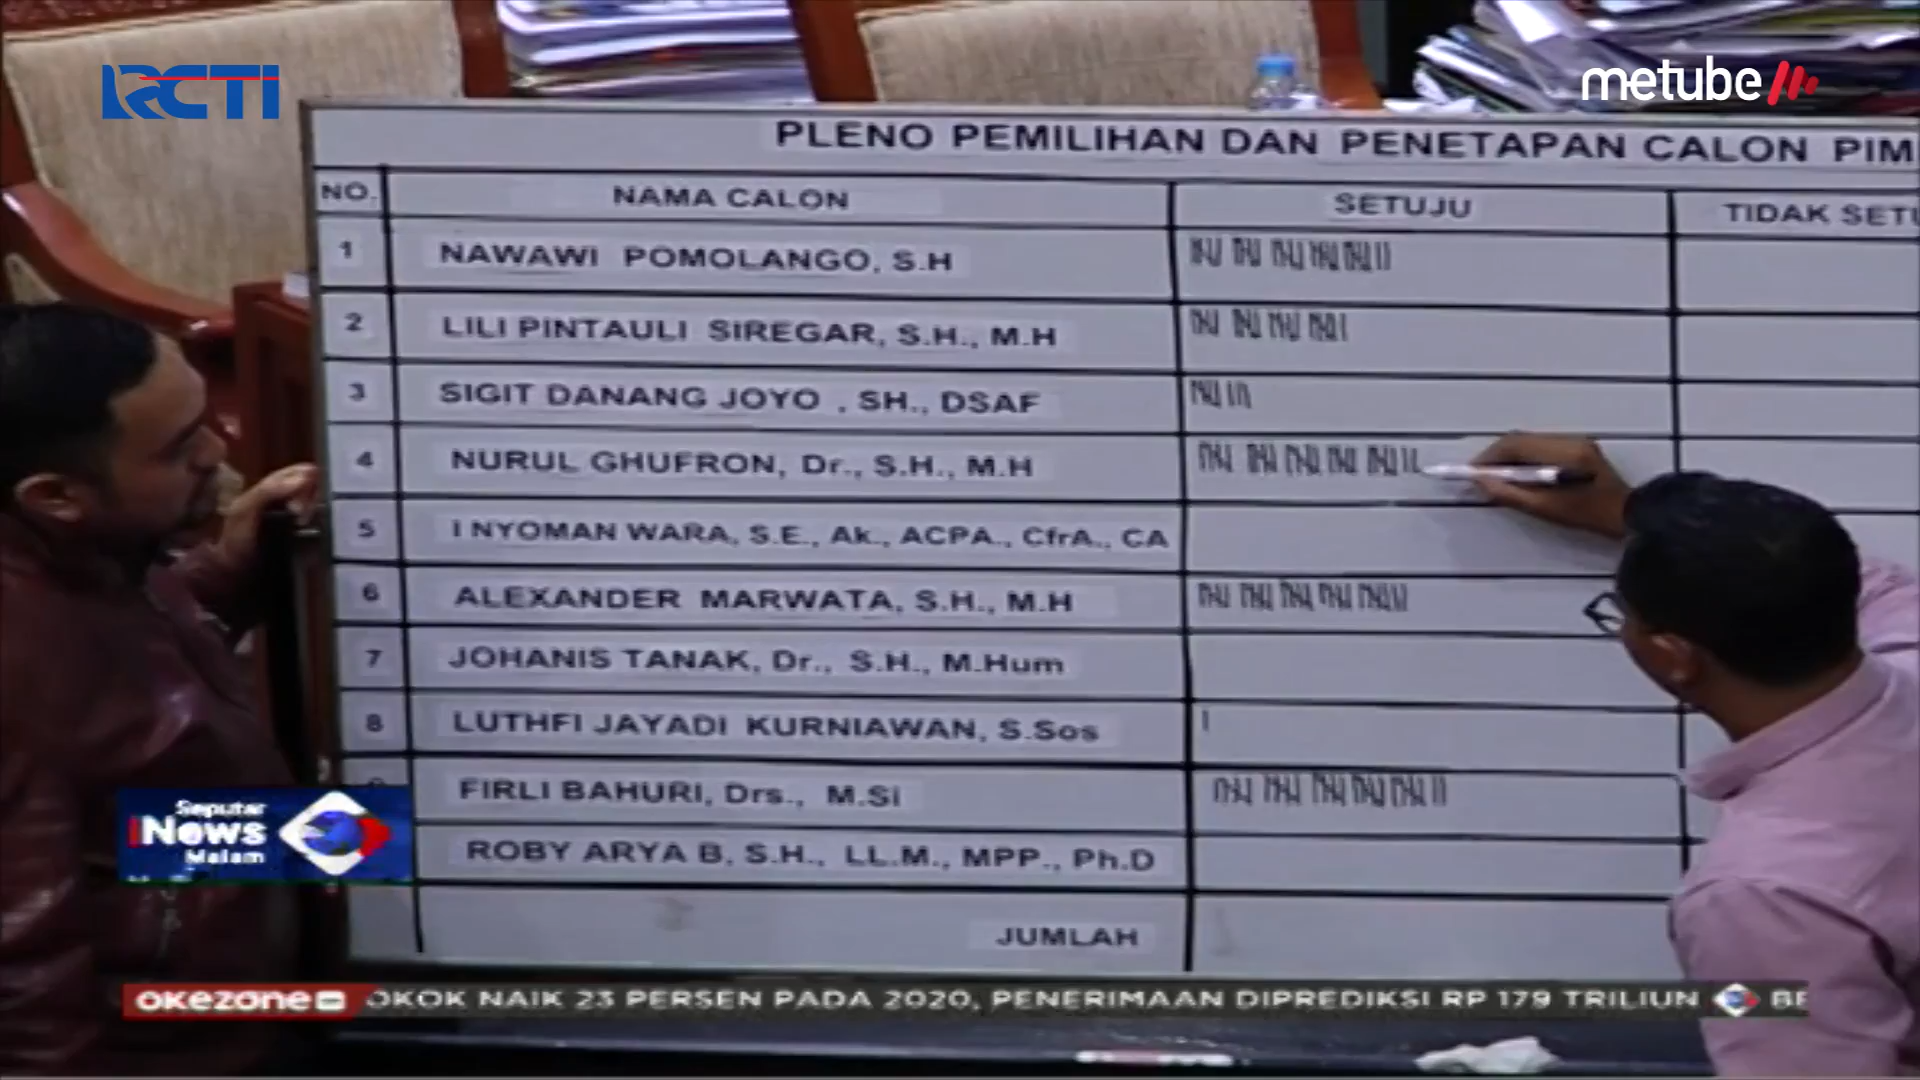 RCTI
metube
PLENO PEMILIHAN DAN PENETAPAN CALON PIM
NO. NAMA CALON SETUJU TIDAK SETU
1 NAWAWI POMOLANGO, S.H
2 LILI PINTAULI SIREGAR, S.H., M.H
3 SIGIT DANANG JOYO , SH., DSAF
4 NURUL GHUFRON, Dr., S.H., M.H
5 I NYOMAN WARA, S.E., Ak., ACPA., CfrA., CA
6 ALEXANDER MARWATA, S.H., M.H
7 JOHANIS TANAK, Dr., S.H., M.Hum
8 LUTHFI JAYADI KURNIAWAN, S.Sos
FIRLI BAHURI, Drs., M.Si
ROBY ARYA B, S.H., LL.M., MPP., Ph.D
JUMLAH
Seputar
iNews
Malam
okezone
OKOK NAIK 23 PERSEN PADA 2020, PENERIMAAN DIPREDIKSI RP 179 TRILIUN BE